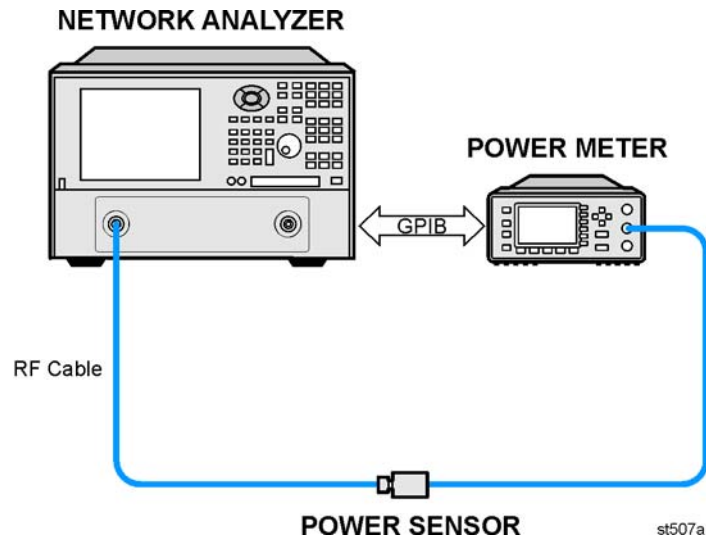 NETWORK ANALYZER
POWER METER
GPIB
RF Cable
POWER SENSOR
st507a